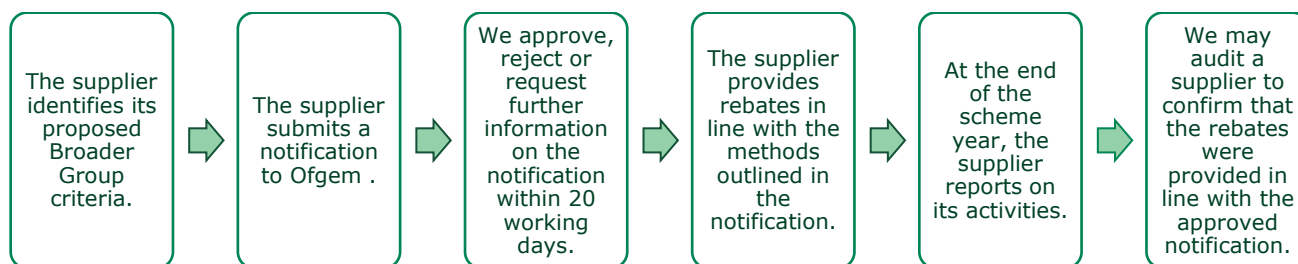 The supplier
identifies its
proposed
Broader
Group
criteria.
The supplier
submits a
notification
to Ofgem .
We approve,
reject or
request
further
information
on the
notification
within 20
working
days.
The supplier
provides
rebates in
line with the
methods
outlined in
the
notification.
At the end
of the
scheme
year, the
supplier
reports on
its activities.
We may
audit a
supplier to
confirm that
the rebates
were
provided in
line with the
approved
notification.